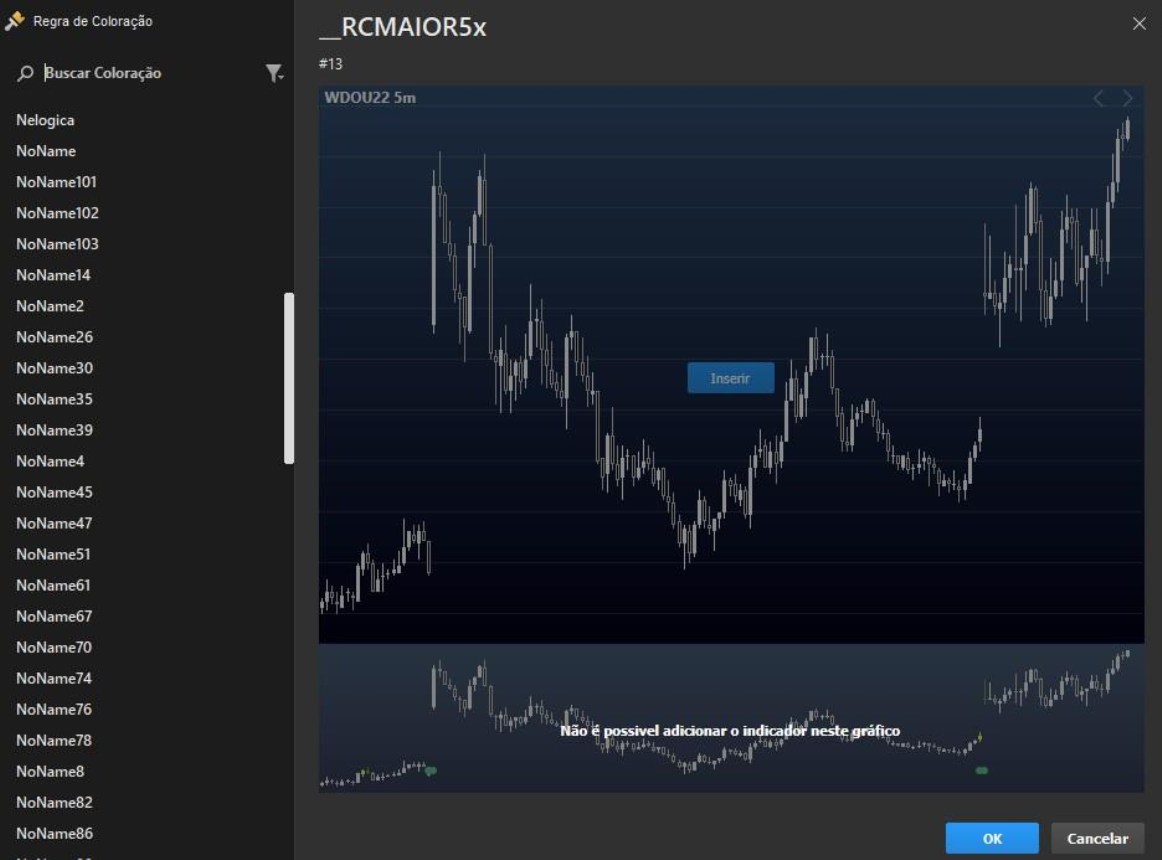 Regra de Coloração
Buscar Coloração
Nelogica
NoName
NoName101
NoName102
NoName103
NoName14
NoName2
NoName26
NoName30
NoName35
NoName39
NoName4
NoName45
NoName47
NoName51
NoName61
NoName67
NoName70
NoName74
NoName76
NoName78
NoName8
NoName82
NoName86
__RCMAIOR5x
#13
WDOU22 5m
Inserir
Não é possivel adicionar o indicador neste gráfico
OK
Cancelar